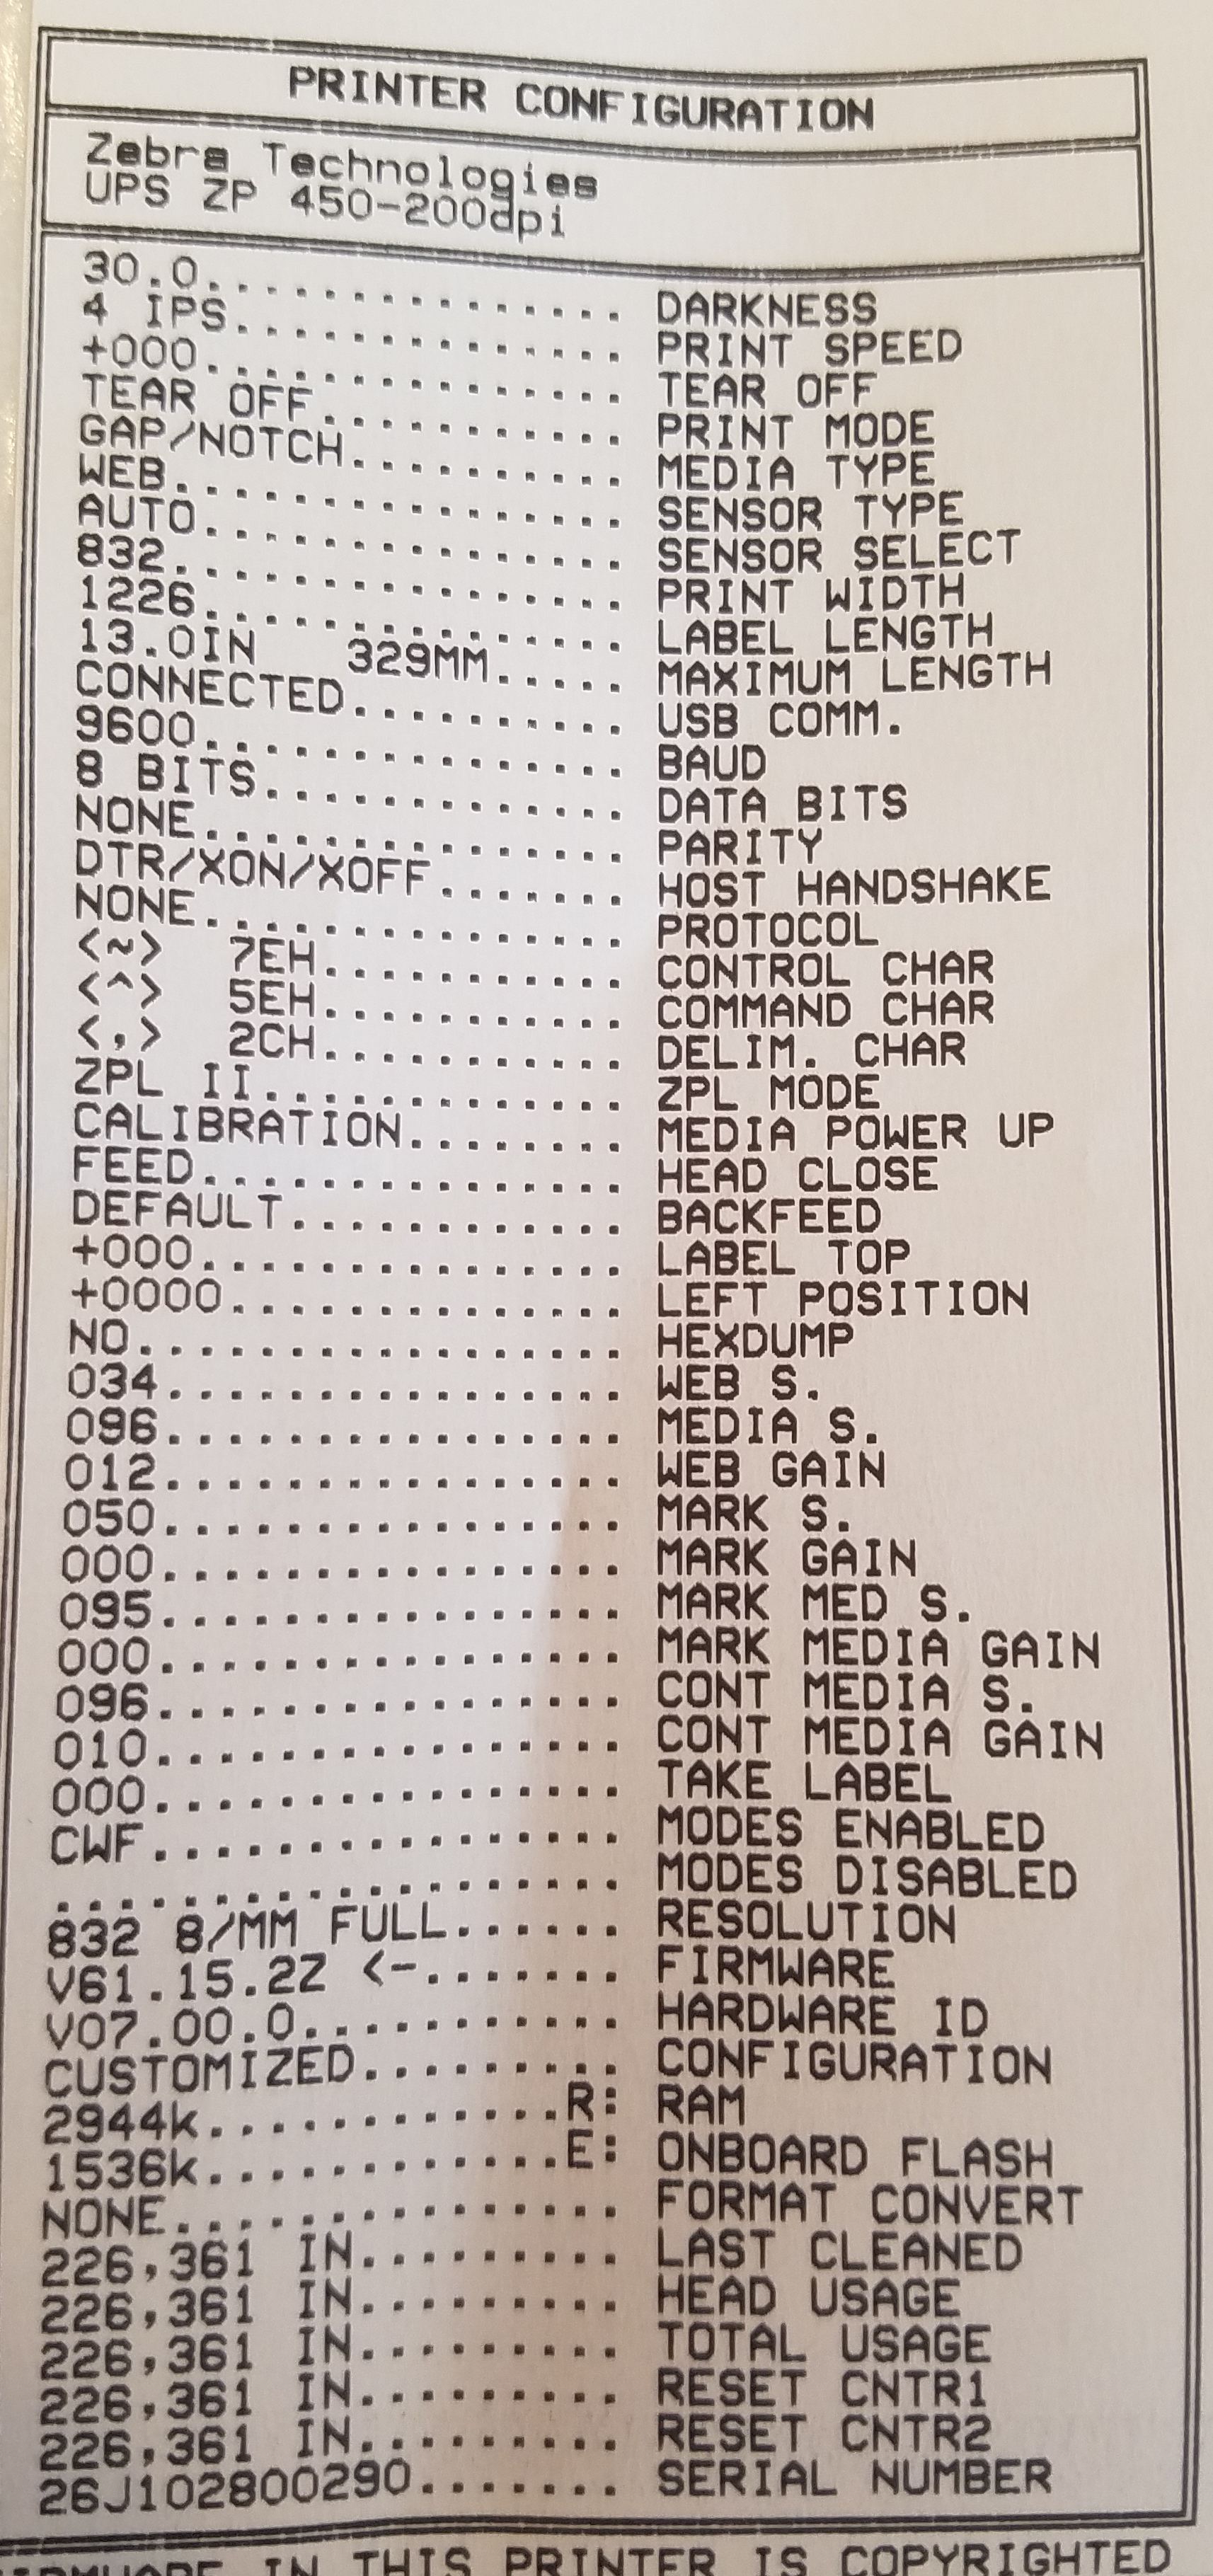 PRINTER CONFIGURATION
Zebra Technologies
UPS ZP 450-200dpi
30.0............... DARKNESS
4 IPS.............. PRINT SPEED
+000............... TEAR OFF
TEAR OFF........... PRINT MODE
GAP/NOTCH.......... MEDIA TYPE
WEB................ SENSOR TYPE
AUTO............... SENSOR SELECT
832................ PRINT WIDTH
1226............... LABEL LENGTH
13.0IN   329MM..... MAXIMUM LENGTH
CONNECTED.......... USB COMM.
9600............... BAUD
8 BITS............. DATA BITS
NONE............... PARITY
DTR/XON/XOFF....... HOST HANDSHAKE
NONE............... PROTOCOL
<~>  7EH........... CONTROL CHAR
<^>  5EH........... COMMAND CHAR
<,>  2CH........... DELIM. CHAR
ZPL II............. ZPL MODE
CALIBRATION........ MEDIA POWER UP
FEED............... HEAD CLOSE
DEFAULT............ BACKFEED
+000............... LABEL TOP
+0000.............. LEFT POSITION
NO................. HEXDUMP
034................ WEB S.
096................ MEDIA S.
012................ WEB GAIN
050................ MARK S.
000................ MARK GAIN
095................ MARK MED S.
000................ MARK MEDIA GAIN
096................ CONT MEDIA S.
010................ CONT MEDIA GAIN
000................ TAKE LABEL
CWF................ MODES ENABLED
................... MODES DISABLED
832 8/MM FULL...... RESOLUTION
V61.15.2Z <-....... FIRMWARE
V07.00.0........... HARDWARE ID
CUSTOMIZED......... CONFIGURATION
2944k............R: RAM
1536k............E: ONBOARD FLASH
NONE............... FORMAT CONVERT
226,361 IN......... LAST CLEANED
226,361 IN......... HEAD USAGE
226,361 IN......... TOTAL USAGE
226,361 IN......... RESET CNTR1
226,361 IN......... RESET CNTR2
26J102800290....... SERIAL NUMBER
FIRMWARE IN THIS PRINTER IS COPYRIGHTED